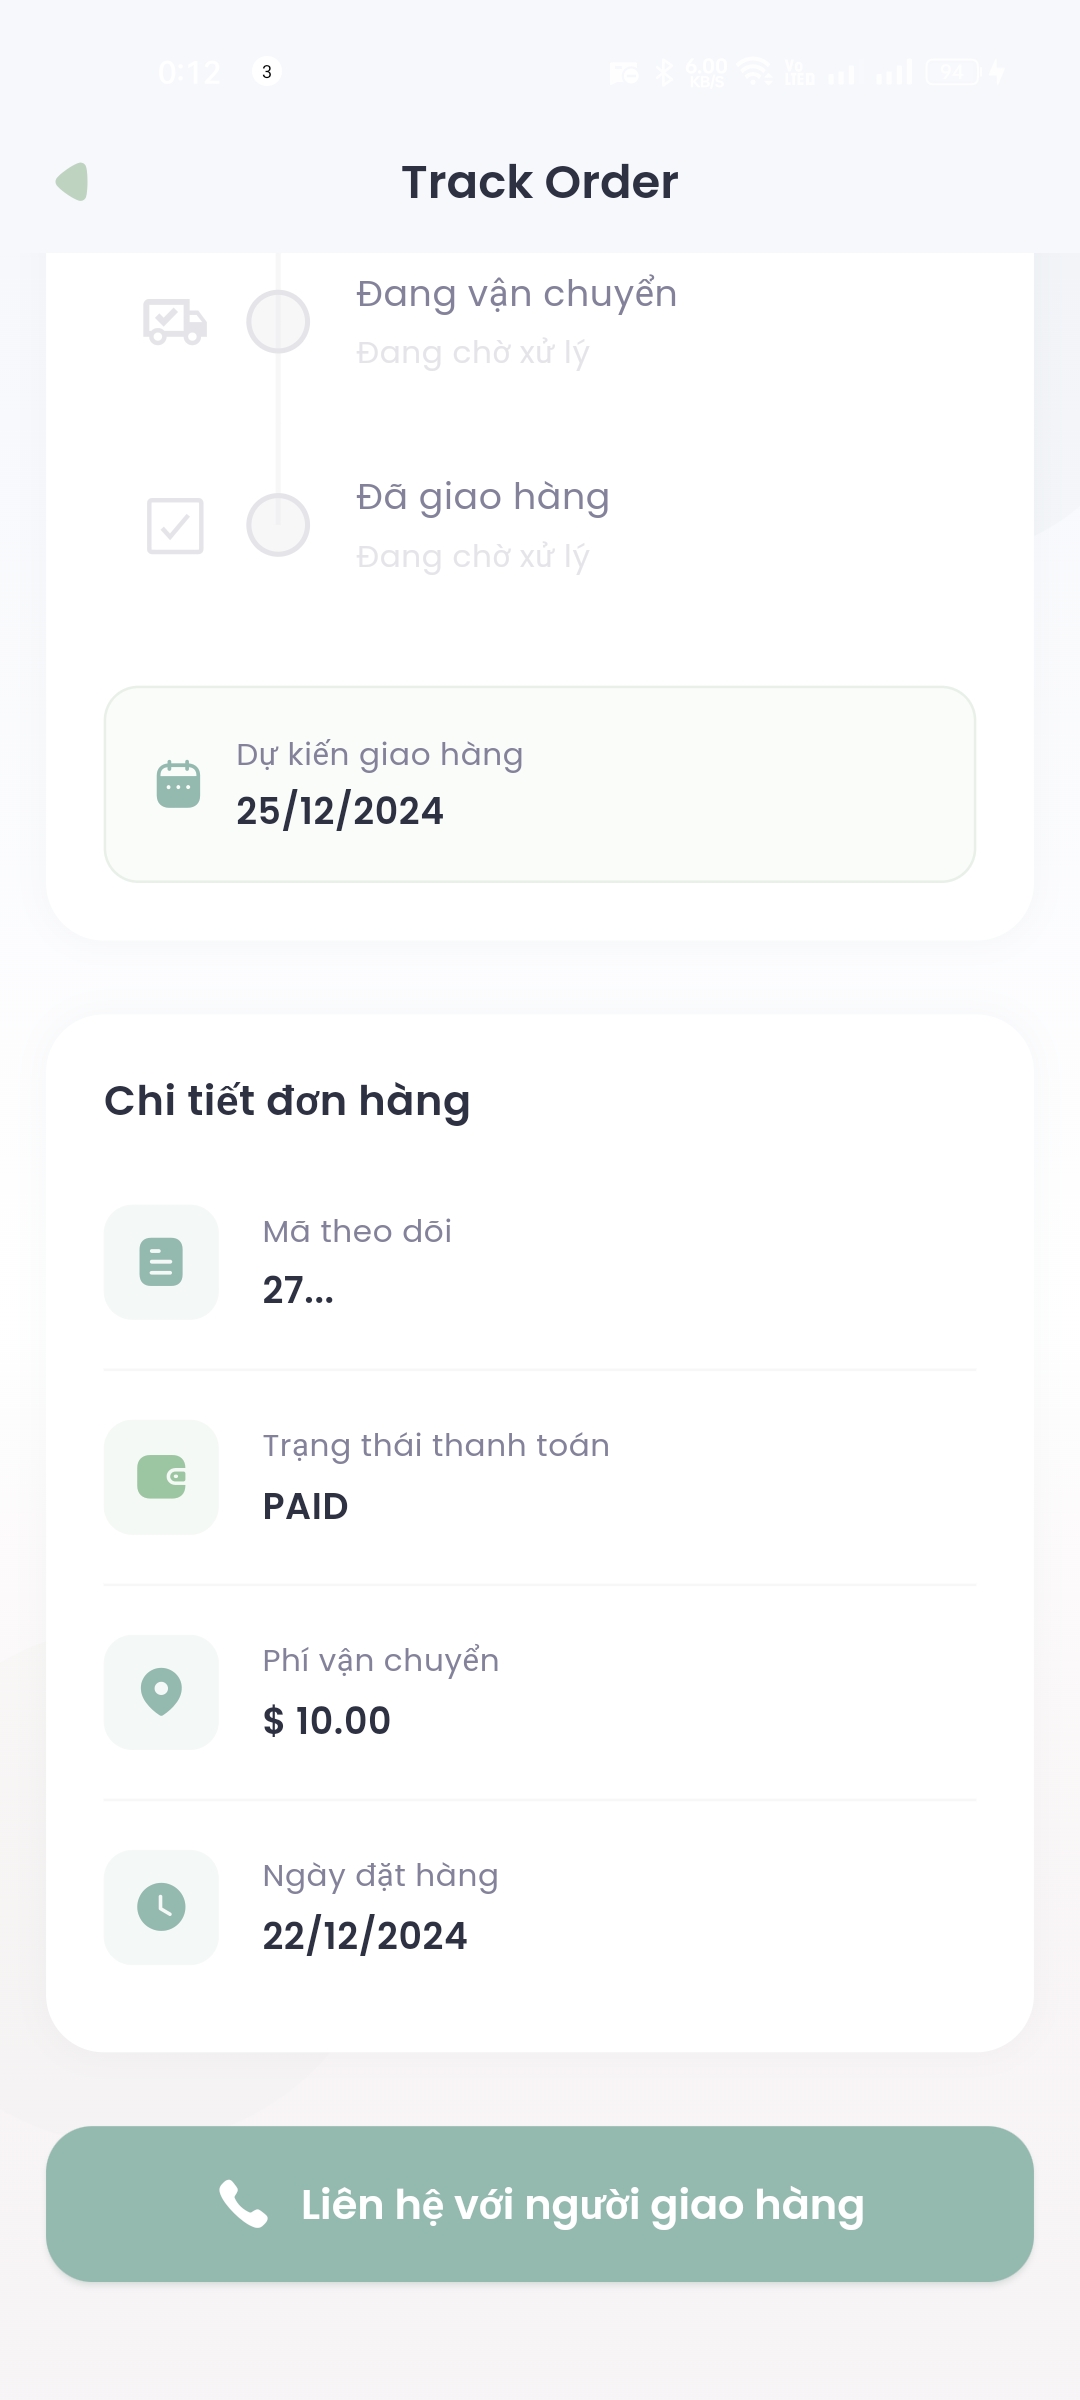 0:12
3
6.00
KB/S
Vo
LTED
94
Track Order
Đang vận chuyển
Đang chờ xử lý
Đã giao hàng
Đang chờ xử lý
Dự kiến giao hàng
25/12/2024
Chi tiết đơn hàng
Mã theo dõi
27...
Trạng thái thanh toán
PAID
Phí vận chuyển
$ 10.00
Ngày đặt hàng
22/12/2024
Liên hệ với người giao hàng